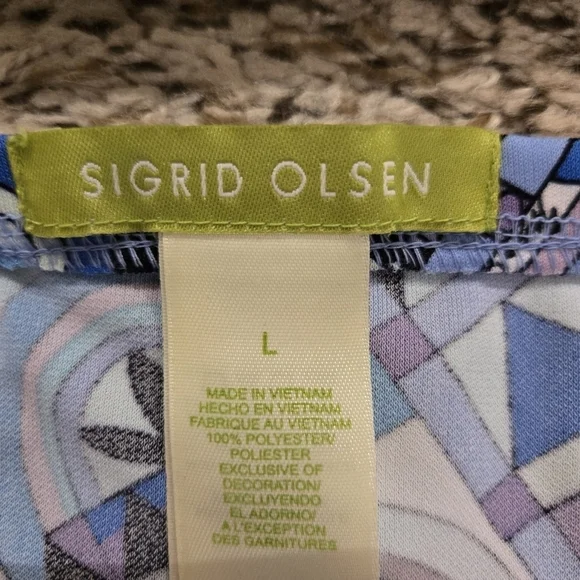 SIGRID OLSEN
L
MADE IN VIETNAM
HECHO EN VIETNAM
FABRIQUE AU VIETNAM
100% POLYESTER/
POLIESTER
EXCLUSIVE OF
DECORATION/
EXCLUYENDO
EL ADORNO/
A L'EXCEPTION
DES GARNITURES